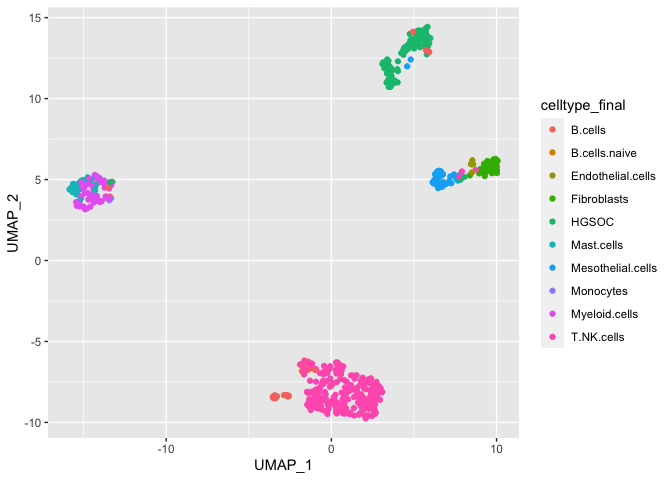 15
10
5
0
-5
-10
UMAP_2
-10
0
10
UMAP_1
celltype_final
B.cells
B.cells.naive
Endothelial.cells
Fibroblasts
HGSOC
Mast.cells
Mesothelial.cells
Monocytes
Myeloid.cells
T.NK.cells